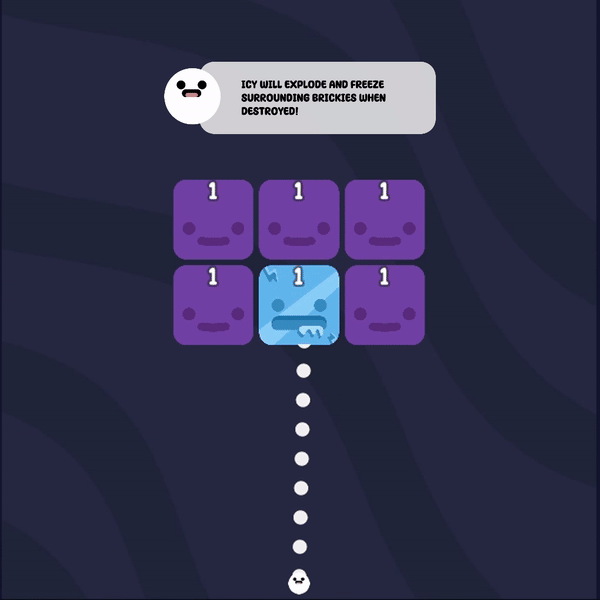 ICY WILL EXPLODE AND FREEZE
SURROUNDING BRICKIES WHEN
DESTROYED!
1 1 1
1 1 1